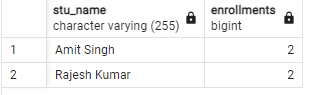 stu_name enrollments
character varying (255) bigint
1 Amit Singh 2
2 Rajesh Kumar 2